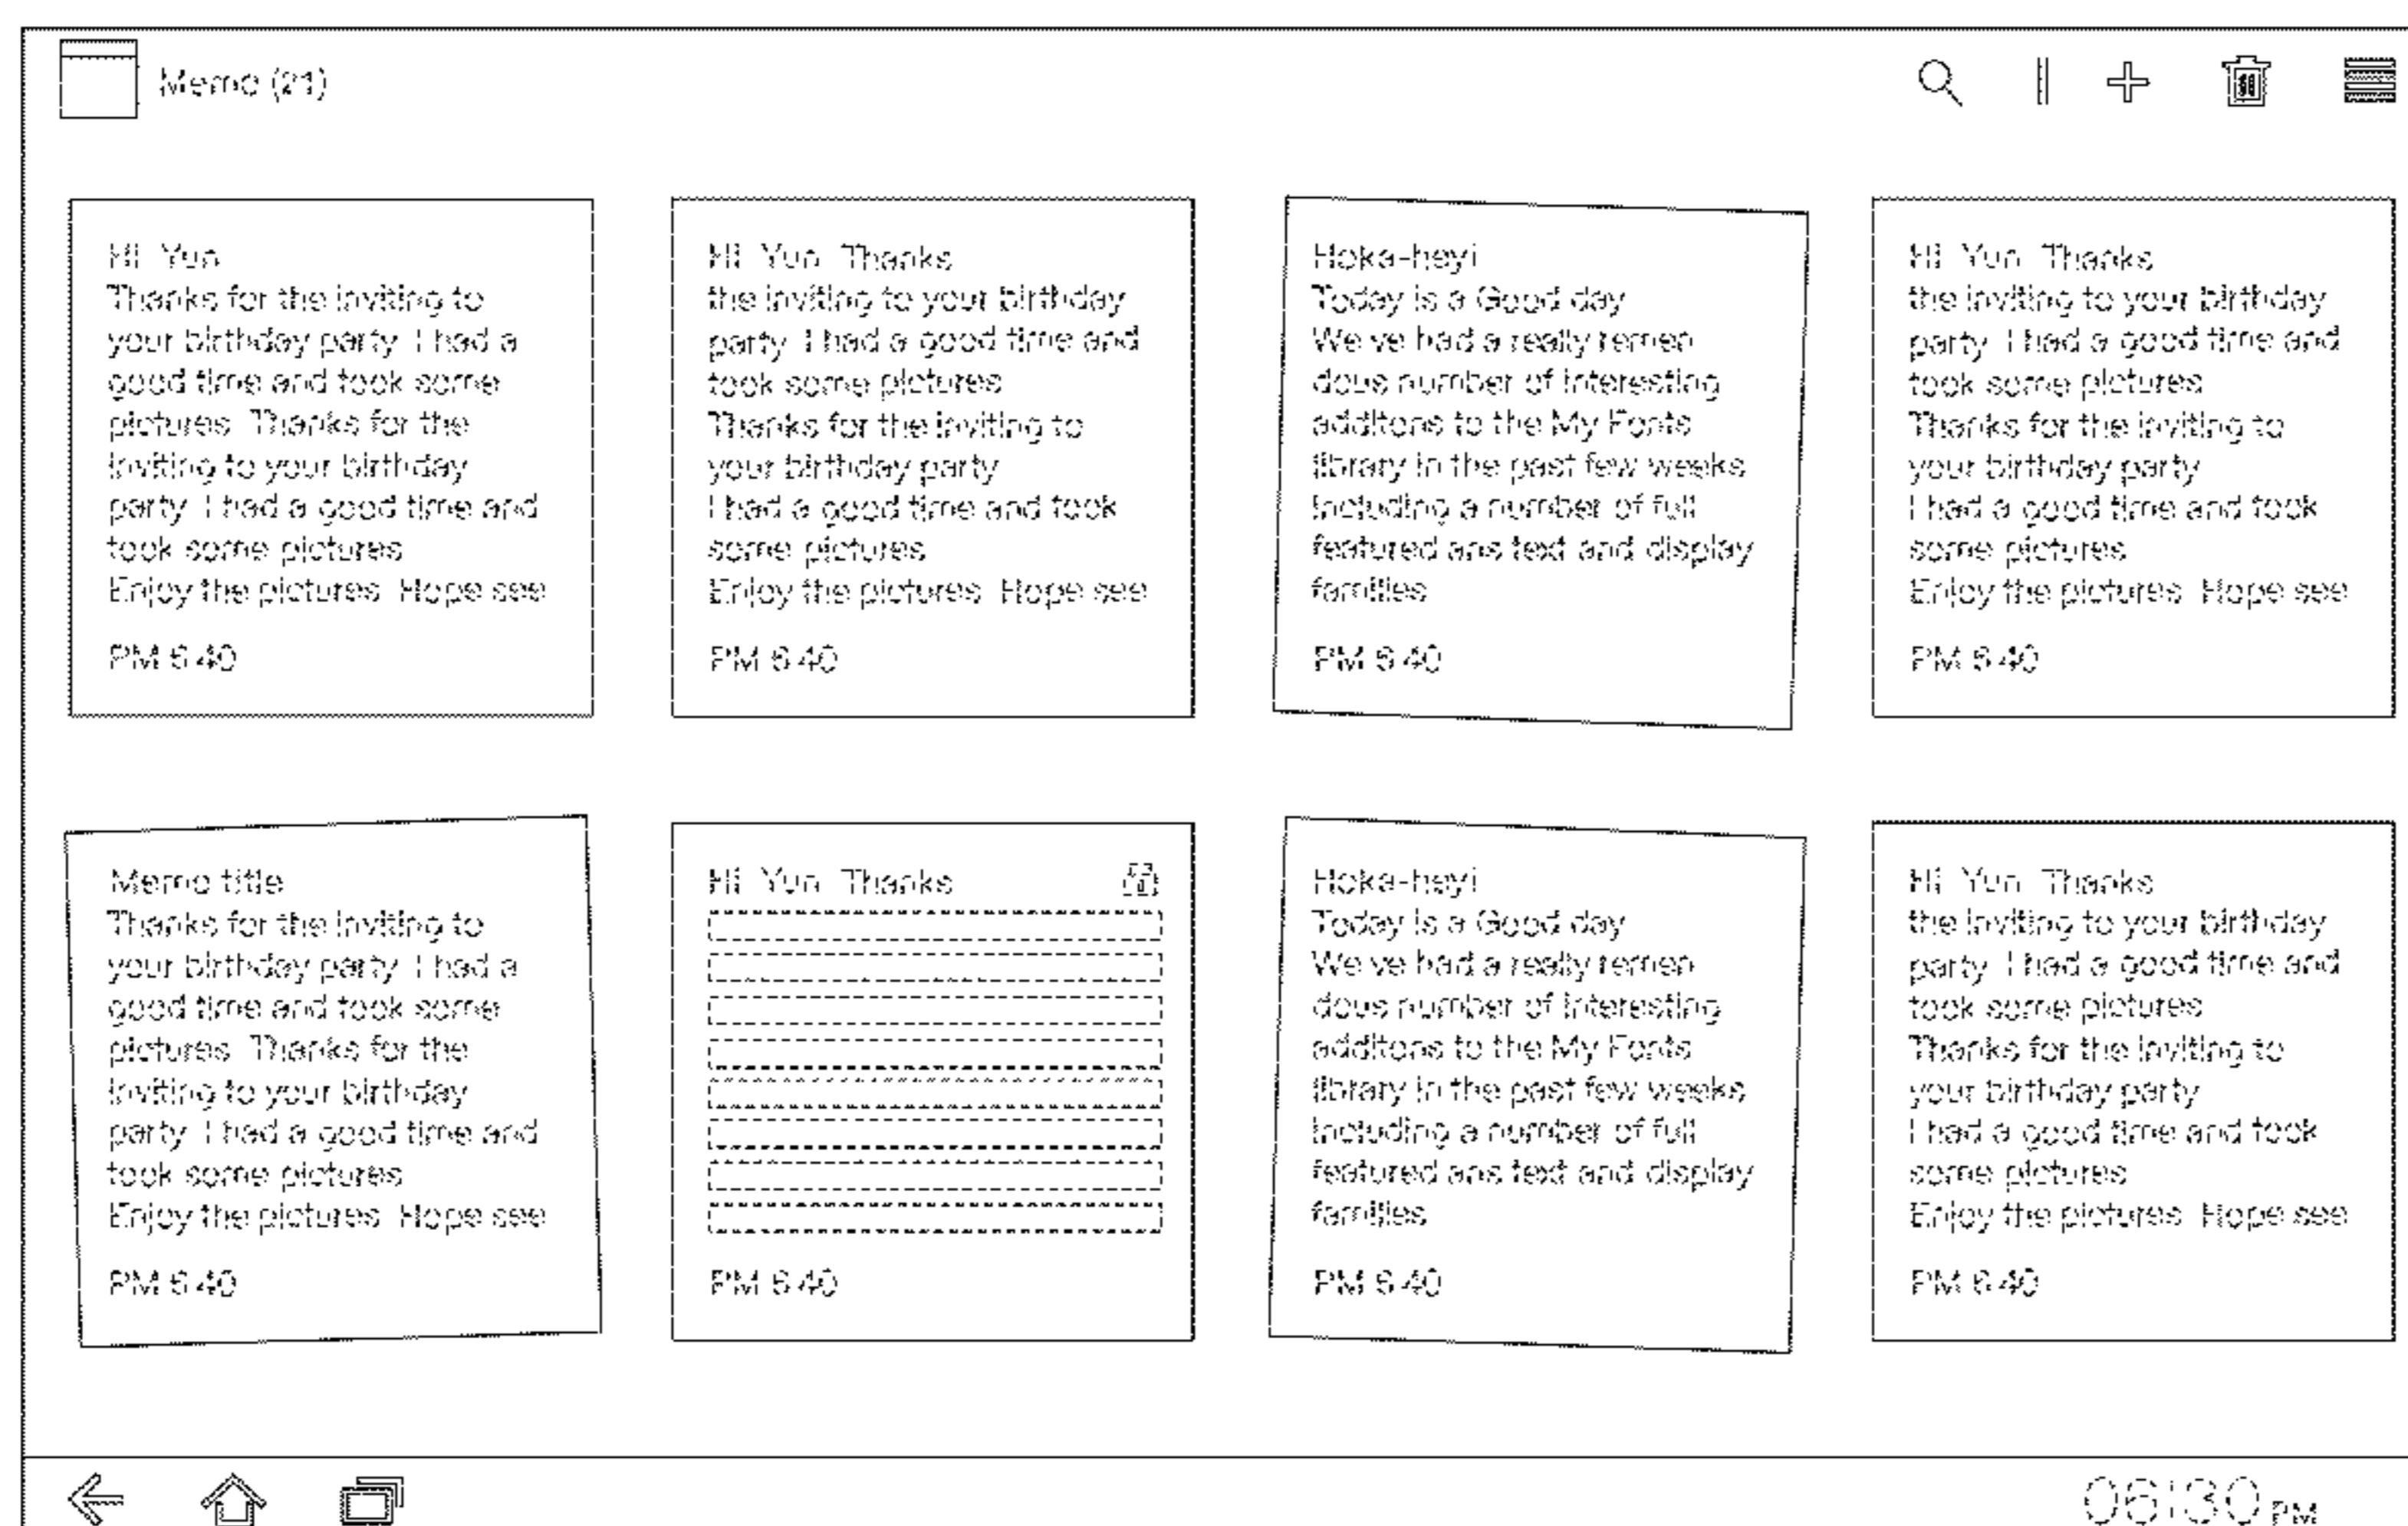 Memo (21)
Hi Yun
Thanks for the inviting to
your birthday party I had a
good time and took some
pictures Thanks for the
inviting to your birthday
party I had a good time and
took some pictures
Enjoy the pictures Hope see
PM 6 40
Hi Yun Thanks
the inviting to your birthday
party I had a good time and
took some pictures
Thanks for the inviting to
your birthday party
I had a good time and took
some pictures
Enjoy the pictures Hope see
PM 6 40
Hoka-heyi
Today is a Good day
We ve had a really remen
dous number of interesting
additons to the My Fonts
library in the past few weeks
Including a number of full
featured ans text and display
families
PM 6 40
Hi Yun Thanks
the inviting to your birthday
party I had a good time and
took some pictures
Thanks for the inviting to
your birthday party
I had a good time and took
some pictures
Enjoy the pictures Hope see
PM 6 40
Memo title
Thanks for the inviting to
your birthday party I had a
good time and took some
pictures Thanks for the
inviting to your birthday
party I had a good time and
took some pictures
Enjoy the pictures Hope see
PM 6 40
Hi Yun Thanks
PM 6 40
Hoka-heyi
Today is a Good day
We ve had a really remen
dous number of interesting
additons to the My Fonts
library in the past few weeks
Including a number of full
featured ans text and display
families
PM 6 40
Hi Yun Thanks
the inviting to your birthday
party I had a good time and
took some pictures
Thanks for the inviting to
your birthday party
I had a good time and took
some pictures
Enjoy the pictures Hope see
PM 6 40
06:30 PM